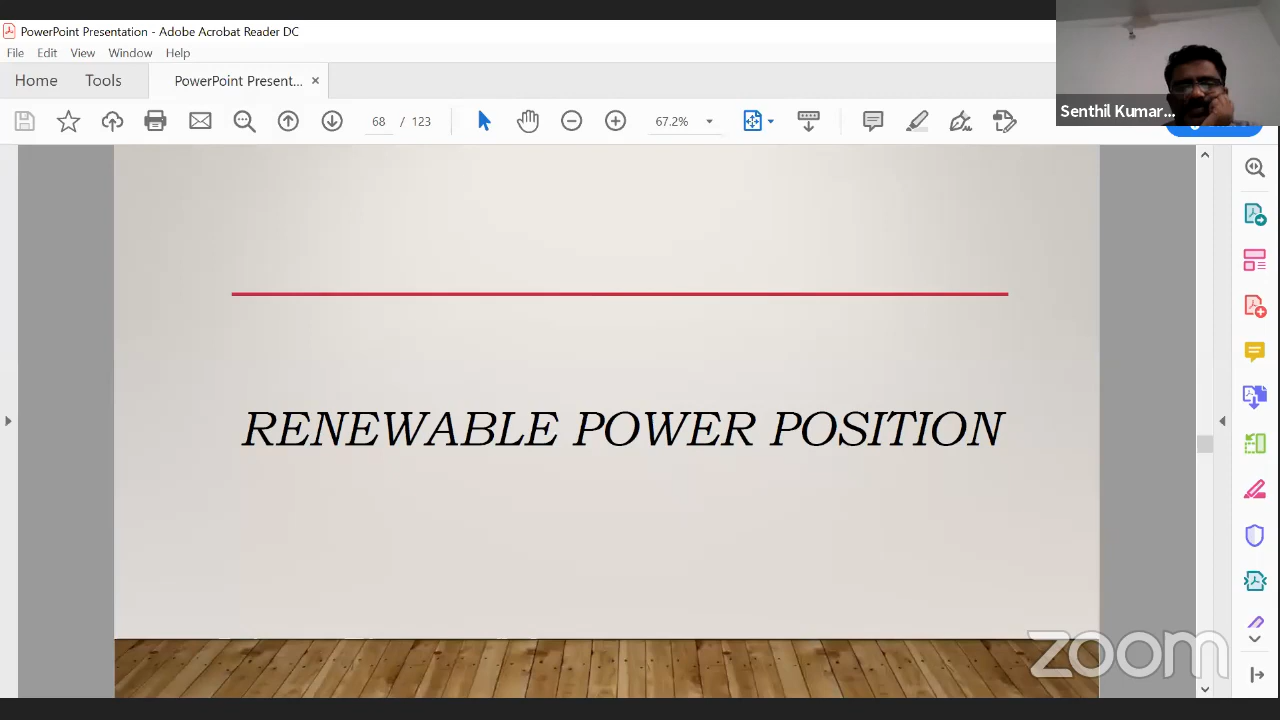 PowerPoint Presentation - Adobe Acrobat Reader DC
File Edit View Window Help
Home Tools PowerPoint Present... ×
68 / 123 67.2%
Senthil Kumar...
RENEWABLE POWER POSITION
zoom